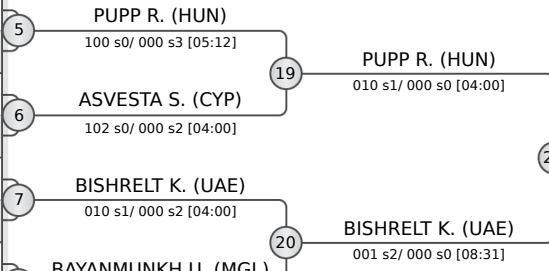 PUPP R. (HUN)
5
100 s0/ 000 s3 [05:12]
PUPP R. (HUN)
19
010 s1/ 000 s0 [04:00]
ASVESTA S. (CYP)
6
102 s0/ 000 s2 [04:00]
BISHRELT K. (UAE)
7
010 s1/ 000 s2 [04:00]
BISHRELT K. (UAE)
20
001 s2/ 000 s0 [08:31]
BAYANMUNKH U. (MGL)